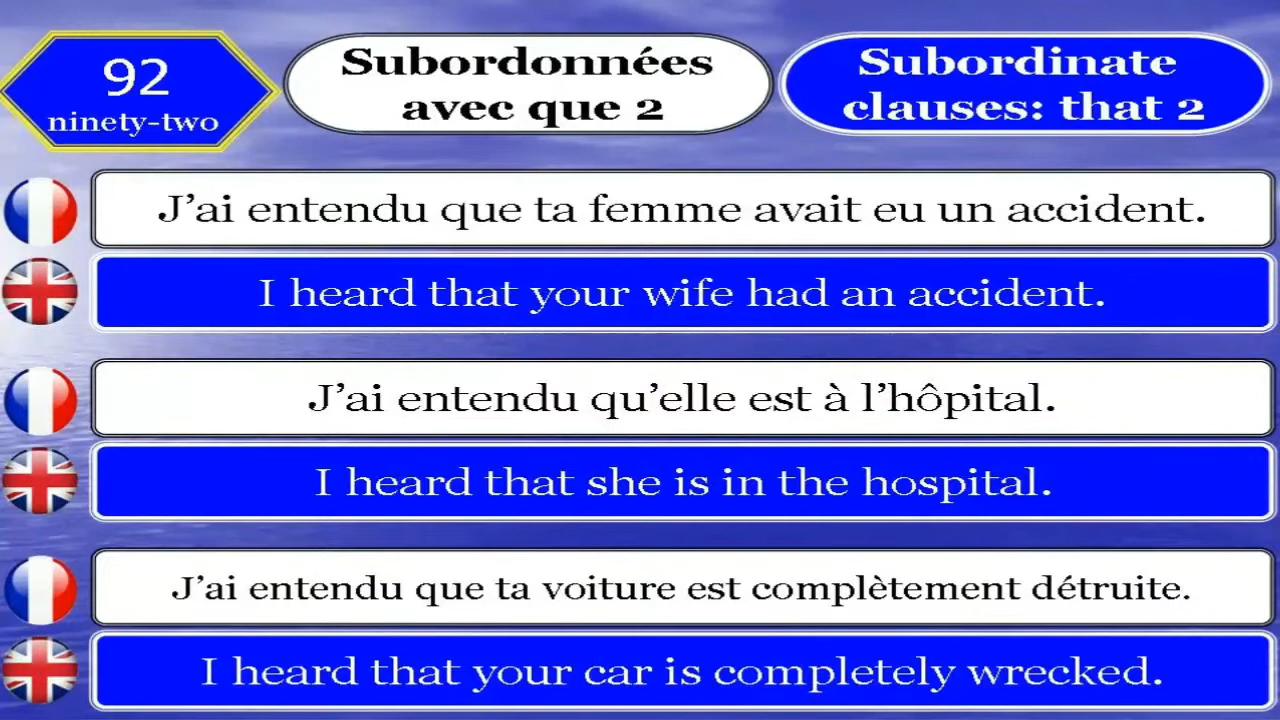 92
ninety-two
Subordonnées
avec que 2
Subordinate
clauses: that 2
J’ai entendu que ta femme avait eu un accident.
I heard that your wife had an accident.
J’ai entendu qu’elle est à l’hôpital.
I heard that she is in the hospital.
J’ai entendu que ta voiture est complètement détruite.
I heard that your car is completely wrecked.